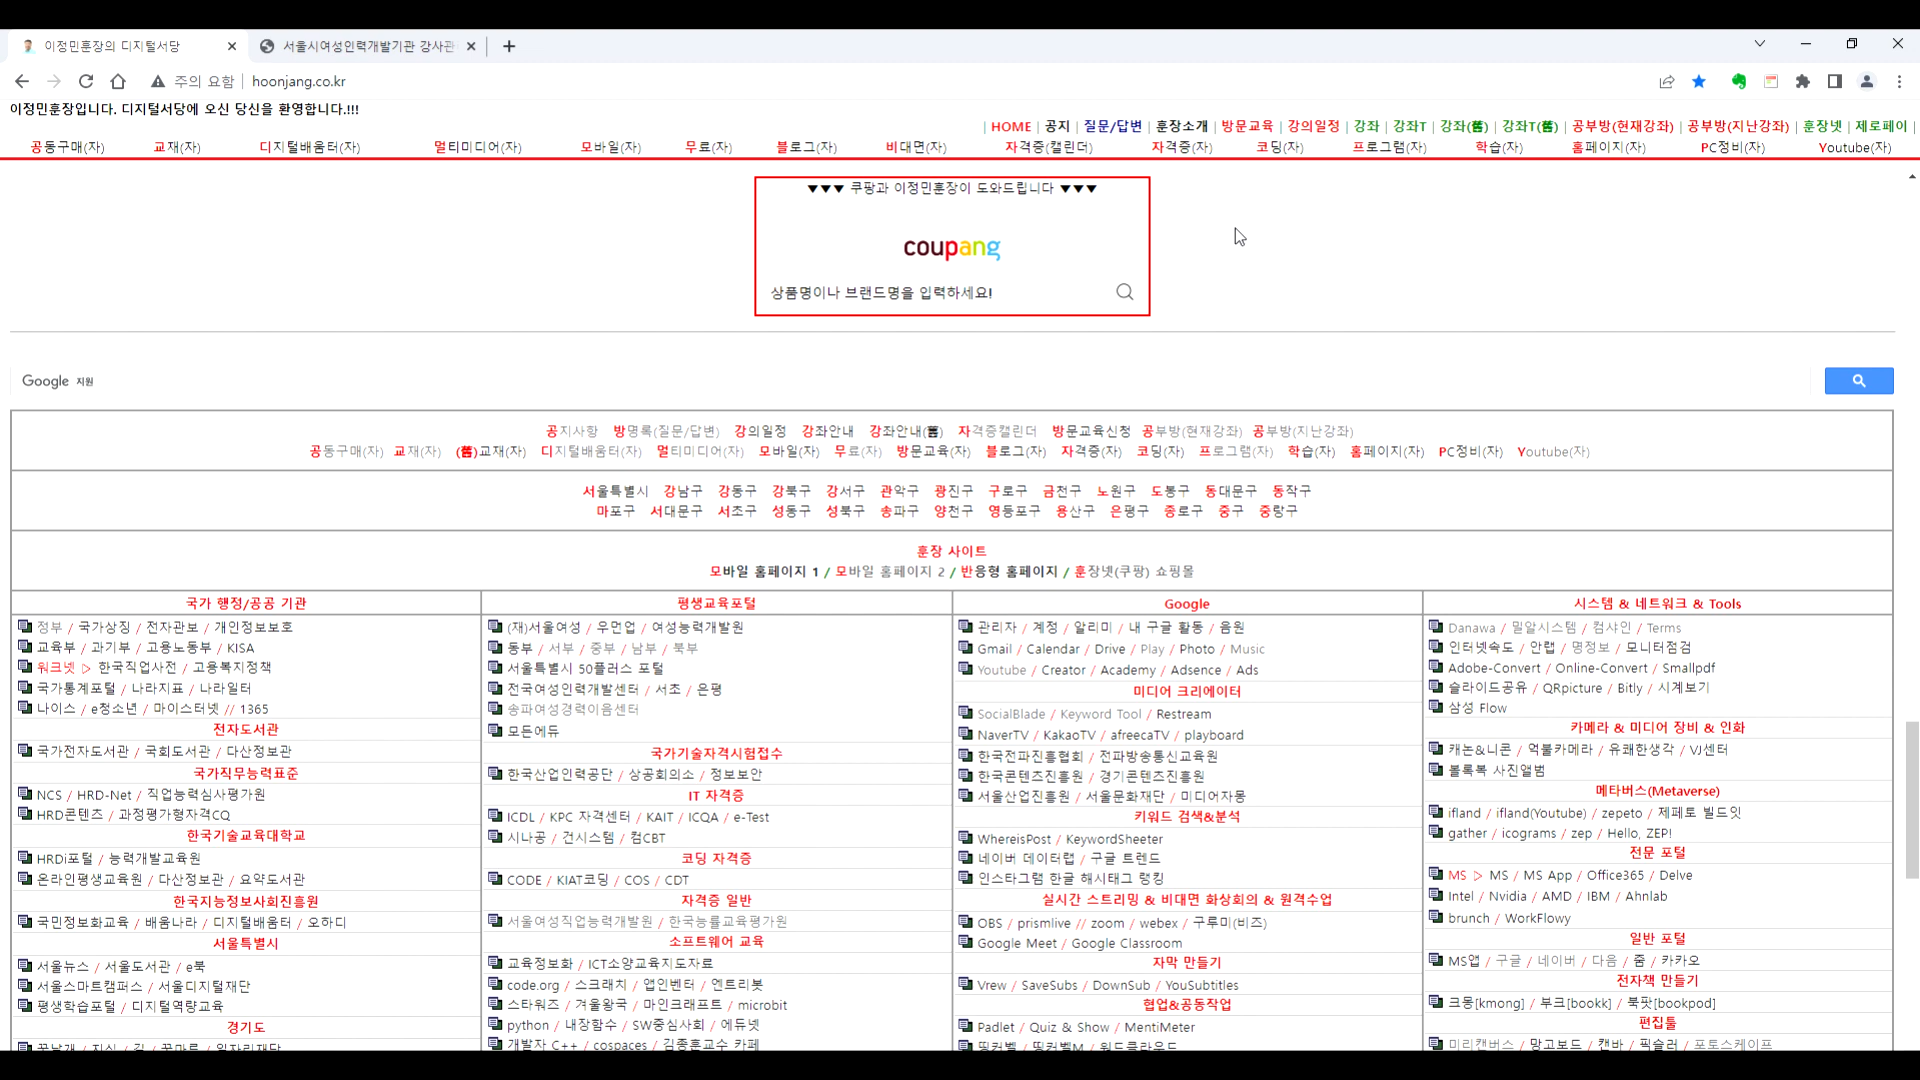 이정민훈장의 디지털서당
서울시여성인력개발기관 강사관
주의 요함 hoonjang.co.kr
이정민훈장입니다. 디지털서당에 오신 당신을 환영합니다.!!!
| HOME | 공지 | 질문/답변 | 훈장소개 | 방문교육 | 강의일정 | 강좌 | 강좌T | 강좌(舊) | 강좌T(舊) | 공부방(현재강좌) | 공부방(지난강좌) | 훈장넷 | 제로페이 |
공동구매(자) 교재(자) 디지털배움터(자) 멀티미디어(자) 모바일(자) 무료(자) 블로그(자) 비대면(자) 자격증(캘린더) 자격증(자) 코딩(자) 프로그램(자) 학습(자) 홈페이지(자) PC정비(자) Youtube(자)
▼▼▼ 쿠팡과 이정민훈장이 도와드립니다 ▼▼▼
coupang
상품명이나 브랜드명을 입력하세요!
Google 지원
공지사항 방명록(질문/답변) 강의일정 강좌안내 강좌안내(舊) 자격증캘린더 방문교육신청 공부방(현재강좌) 공부방(지난강좌)
공동구매(자) 교재(자) (舊)교재(자) 디지털배움터(자) 멀티미디어(자) 모바일(자) 무료(자) 방문교육(자) 블로그(자) 자격증(자) 코딩(자) 프로그램(자) 학습(자) 홈페이지(자) PC정비(자) Youtube(자)
서울특별시 강남구 강동구 강북구 강서구 관악구 광진구 구로구 금천구 노원구 도봉구 동대문구 동작구
마포구 서대문구 서초구 성동구 성북구 송파구 양천구 영등포구 용산구 은평구 종로구 중구 중랑구
훈장 사이트
모바일 홈페이지 1 / 모바일 홈페이지 2 / 반응형 홈페이지 / 훈장넷(쿠팡) 쇼핑몰
국가 행정/공공 기관
정부 / 국가상징 / 전자관보 / 개인정보보호
교육부 / 과기부 / 고용노동부 / KISA
워크넷 ▷ 한국직업사전 / 고용복지정책
국가통계포털 / 나라지표 / 나라일터
나이스 / e청소년 / 마이스터넷 // 1365
전자도서관
국가전자도서관 / 국회도서관 / 다산정보관
국가직무능력표준
NCS / HRD-Net / 직업능력심사평가원
HRD콘텐츠 / 과정평가형자격CQ
한국기술교육대학교
HRDi포털 / 능력개발교육원
온라인평생교육원 / 다산정보관 / 요약도서관
한국지능정보사회진흥원
국민정보화교육 / 배움나라 / 디지털배움터 / 오하디
서울특별시
서울뉴스 / 서울도서관 / e북
서울스마트캠퍼스 / 서울디지털재단
평생학습포털 / 디지털역량교육
경기도
평생교육포털
(재)서울여성 / 우먼업 / 여성능력개발원
동부 / 서부 / 중부 / 남부 / 북부
서울특별시 50플러스 포털
전국여성인력개발센터 / 서초 / 은평
송파여성경력이음센터
모든에듀
국가기술자격시험접수
한국산업인력공단 / 상공회의소 / 정보보안
IT 자격증
ICDL / KPC 자격센터 / KAIT / ICQA / e-Test
시나공 / 건시스템 / 컴CBT
코딩 자격증
CODE / KIAT코딩 / COS / CDT
자격증 일반
서울여성직업능력개발원 / 한국능률교육평가원
소프트웨어 교육
교육정보화 / ICT소양교육지도자료
code.org / 스크래치 / 앱인벤터 / 엔트리봇
스타워즈 / 겨울왕국 / 마인크래프트 / microbit
python / 내장함수 / SW중심사회 / 에듀넷
개발자 C++ / cospaces / 김종훈교수 카페
Google
관리자 / 계정 / 알리미 / 내 구글 활동 / 음원
Gmail / Calendar / Drive / Play / Photo / Music
Youtube / Creator / Academy / Adsence / Ads
미디어 크리에이터
SocialBlade / Keyword Tool / Restream
NaverTV / KakaoTV / afreecaTV / playboard
한국전파진흥협회 / 전파방송통신교육원
한국콘텐츠진흥원 / 경기콘텐츠진흥원
서울산업진흥원 / 서울문화재단 / 미디어자몽
키워드 검색&분석
WhereisPost / KeywordSheeter
네이버 데이터랩 / 구글 트렌드
인스타그램 한글 해시태그 랭킹
실시간 스트리밍 & 비대면 화상회의 & 원격수업
OBS / prismlive // zoom / webex / 구루미(비즈)
Google Meet / Google Classroom
자막 만들기
Vrew / SaveSubs / DownSub / YouSubtitles
협업&공동작업
Padlet / Quiz & Show / MentiMeter
띵커벨 / 띵커벨M / 워드클라우드
시스템 & 네트워크 & Tools
Danawa / 밀알시스템 / 컴샤인 / Terms
인터넷속도 / 안랩 / 명정보 / 모니터점검
Adobe-Convert / Online-Convert / Smallpdf
슬라이드공유 / QRpicture / Bitly / 시계보기
삼성 Flow
카메라 & 미디어 장비 & 인화
캐논&니콘 / 억불카메라 / 유쾌한생각 / VJ센터
볼록북 사진앨범
메타버스(Metaverse)
ifland / ifland(Youtube) / zepeto / 제페토 빌드잇
gather / icograms / zep / Hello, ZEP!
전문 포털
MS ▷ MS / MS App / Office365 / Delve
Intel / Nvidia / AMD / IBM / Ahnlab
brunch / WorkFlowy
일반 포털
MS앱 / 구글 / 네이버 / 다음 / 줌 / 카카오
전자책 만들기
크몽[kmong] / 부크[bookk] / 북팟[bookpod]
편집툴
미리캔버스 / 망고보드 / 캔바 / 픽슬러 / 포토스케이프